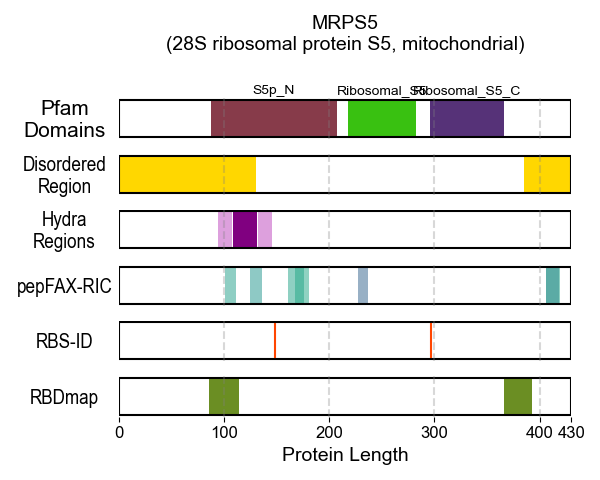 MRPS5
(28S ribosomal protein S5, mitochondrial)
S5p_N Ribosomal_S5 Ribosomal_S5_C
Pfam
Domains
Disordered
Region
Hydra
Regions
pepFAX-RIC
RBS-ID
RBDmap
0 100 200 300 400 430
Protein Length